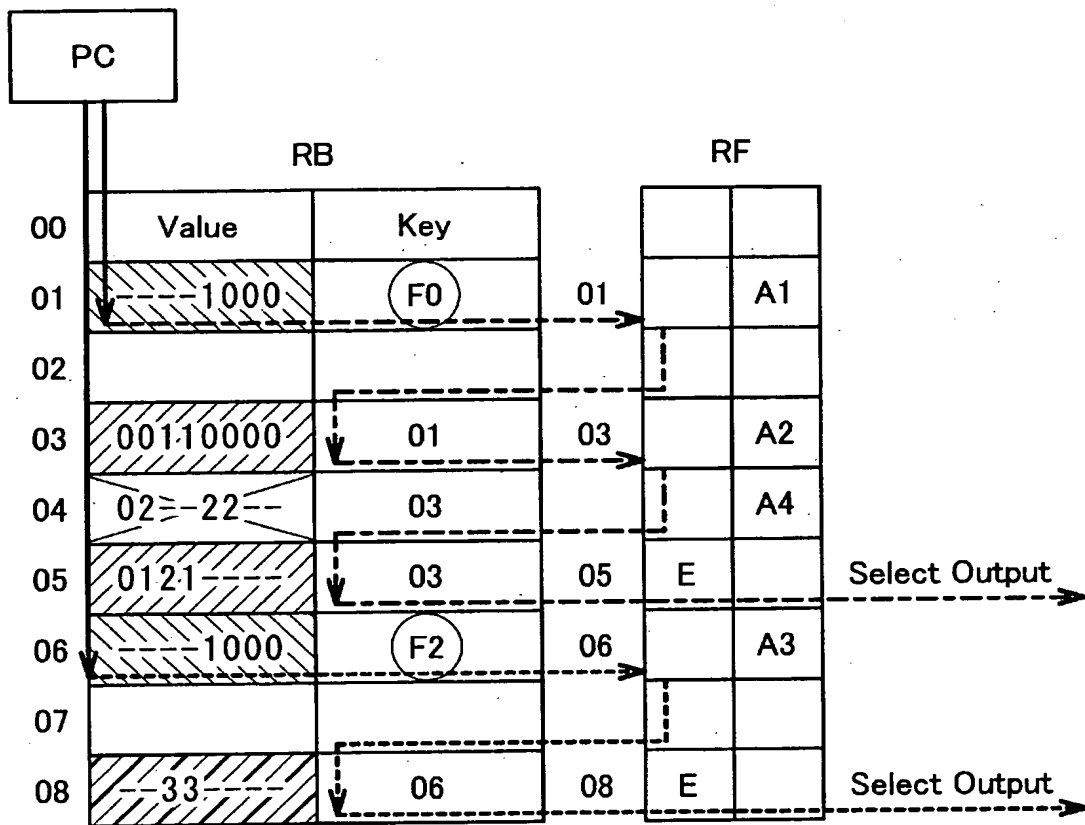 PC
RB RF
00 Value Key
01 ----1000 F0 01 A1
02
03 00110000 01 03 A2
04 02--22-- 03 A4
05 0121---- 03 05 E Select Output
06 ----1000 F2 06 A3
07
08 --33---- 06 08 E Select Output